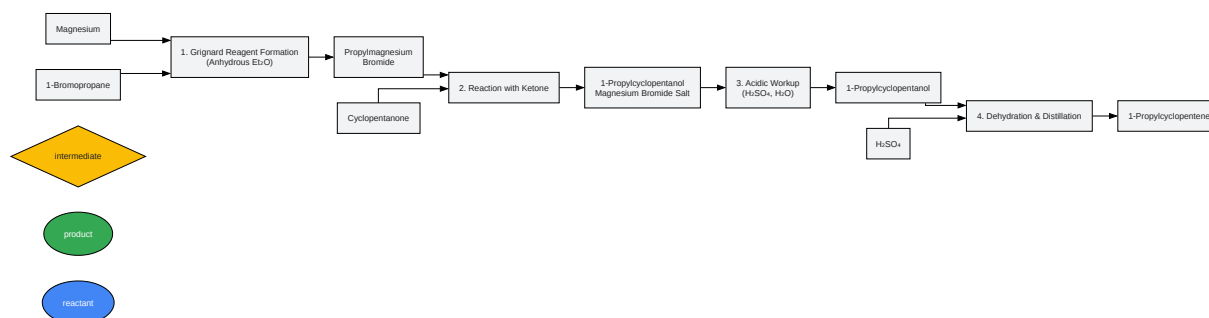 Magnesium
1-Bromopropane
1. Grignard Reagent Formation
(Anhydrous Et₂O)
Propylmagnesium
Bromide
Cyclopentanone
2. Reaction with Ketone
1-Propylcyclopentanol
Magnesium Bromide Salt
3. Acidic Workup
(H₂SO₄, H₂O)
1-Propylcyclopentanol
H₂SO₄
4. Dehydration & Distillation
1-Propylcyclopentene
intermediate
product
reactant